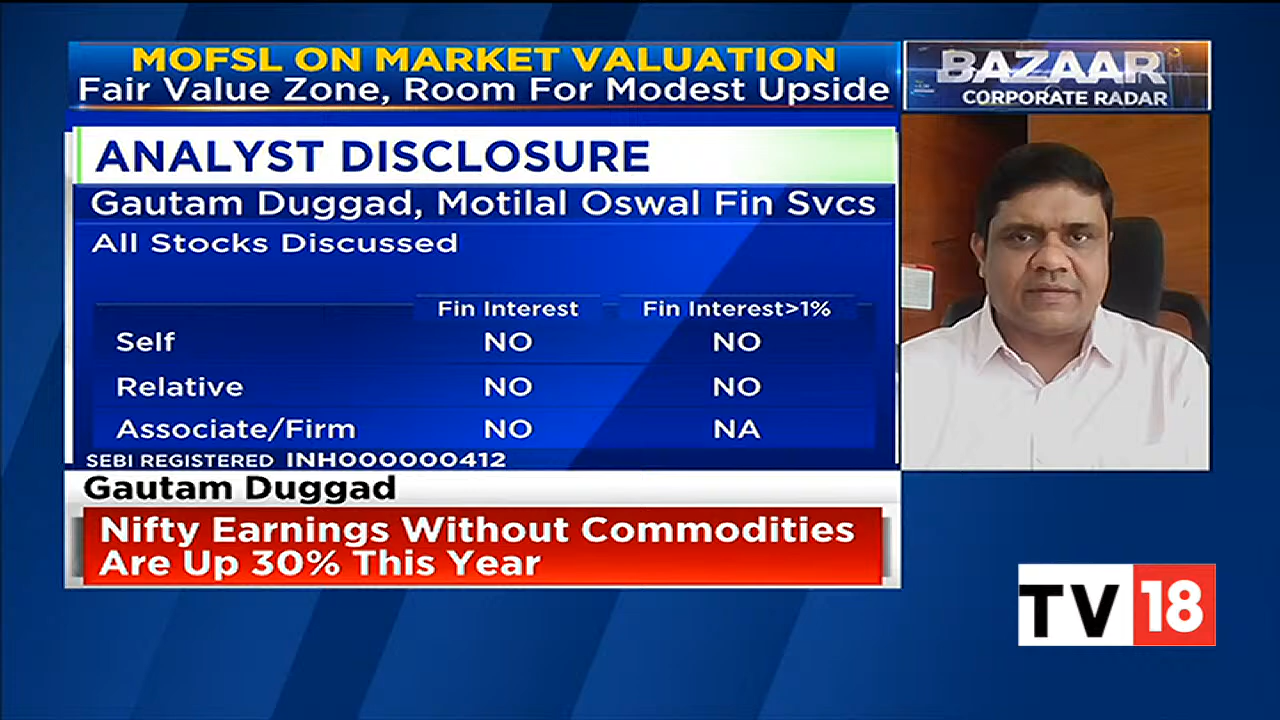 MOFSL ON MARKET VALUATION
Fair Value Zone, Room For Modest Upside
BAZAAR
CORPORATE RADAR
ANALYST DISCLOSURE
Gautam Duggad, Motilal Oswal Fin Svcs
All Stocks Discussed
Fin Interest Fin Interest>1%
Self NO NO
Relative NO NO
Associate/Firm NO NA
SEBI REGISTERED INH000000412
Gautam Duggad
Nifty Earnings Without Commodities
Are Up 30% This Year
TV18